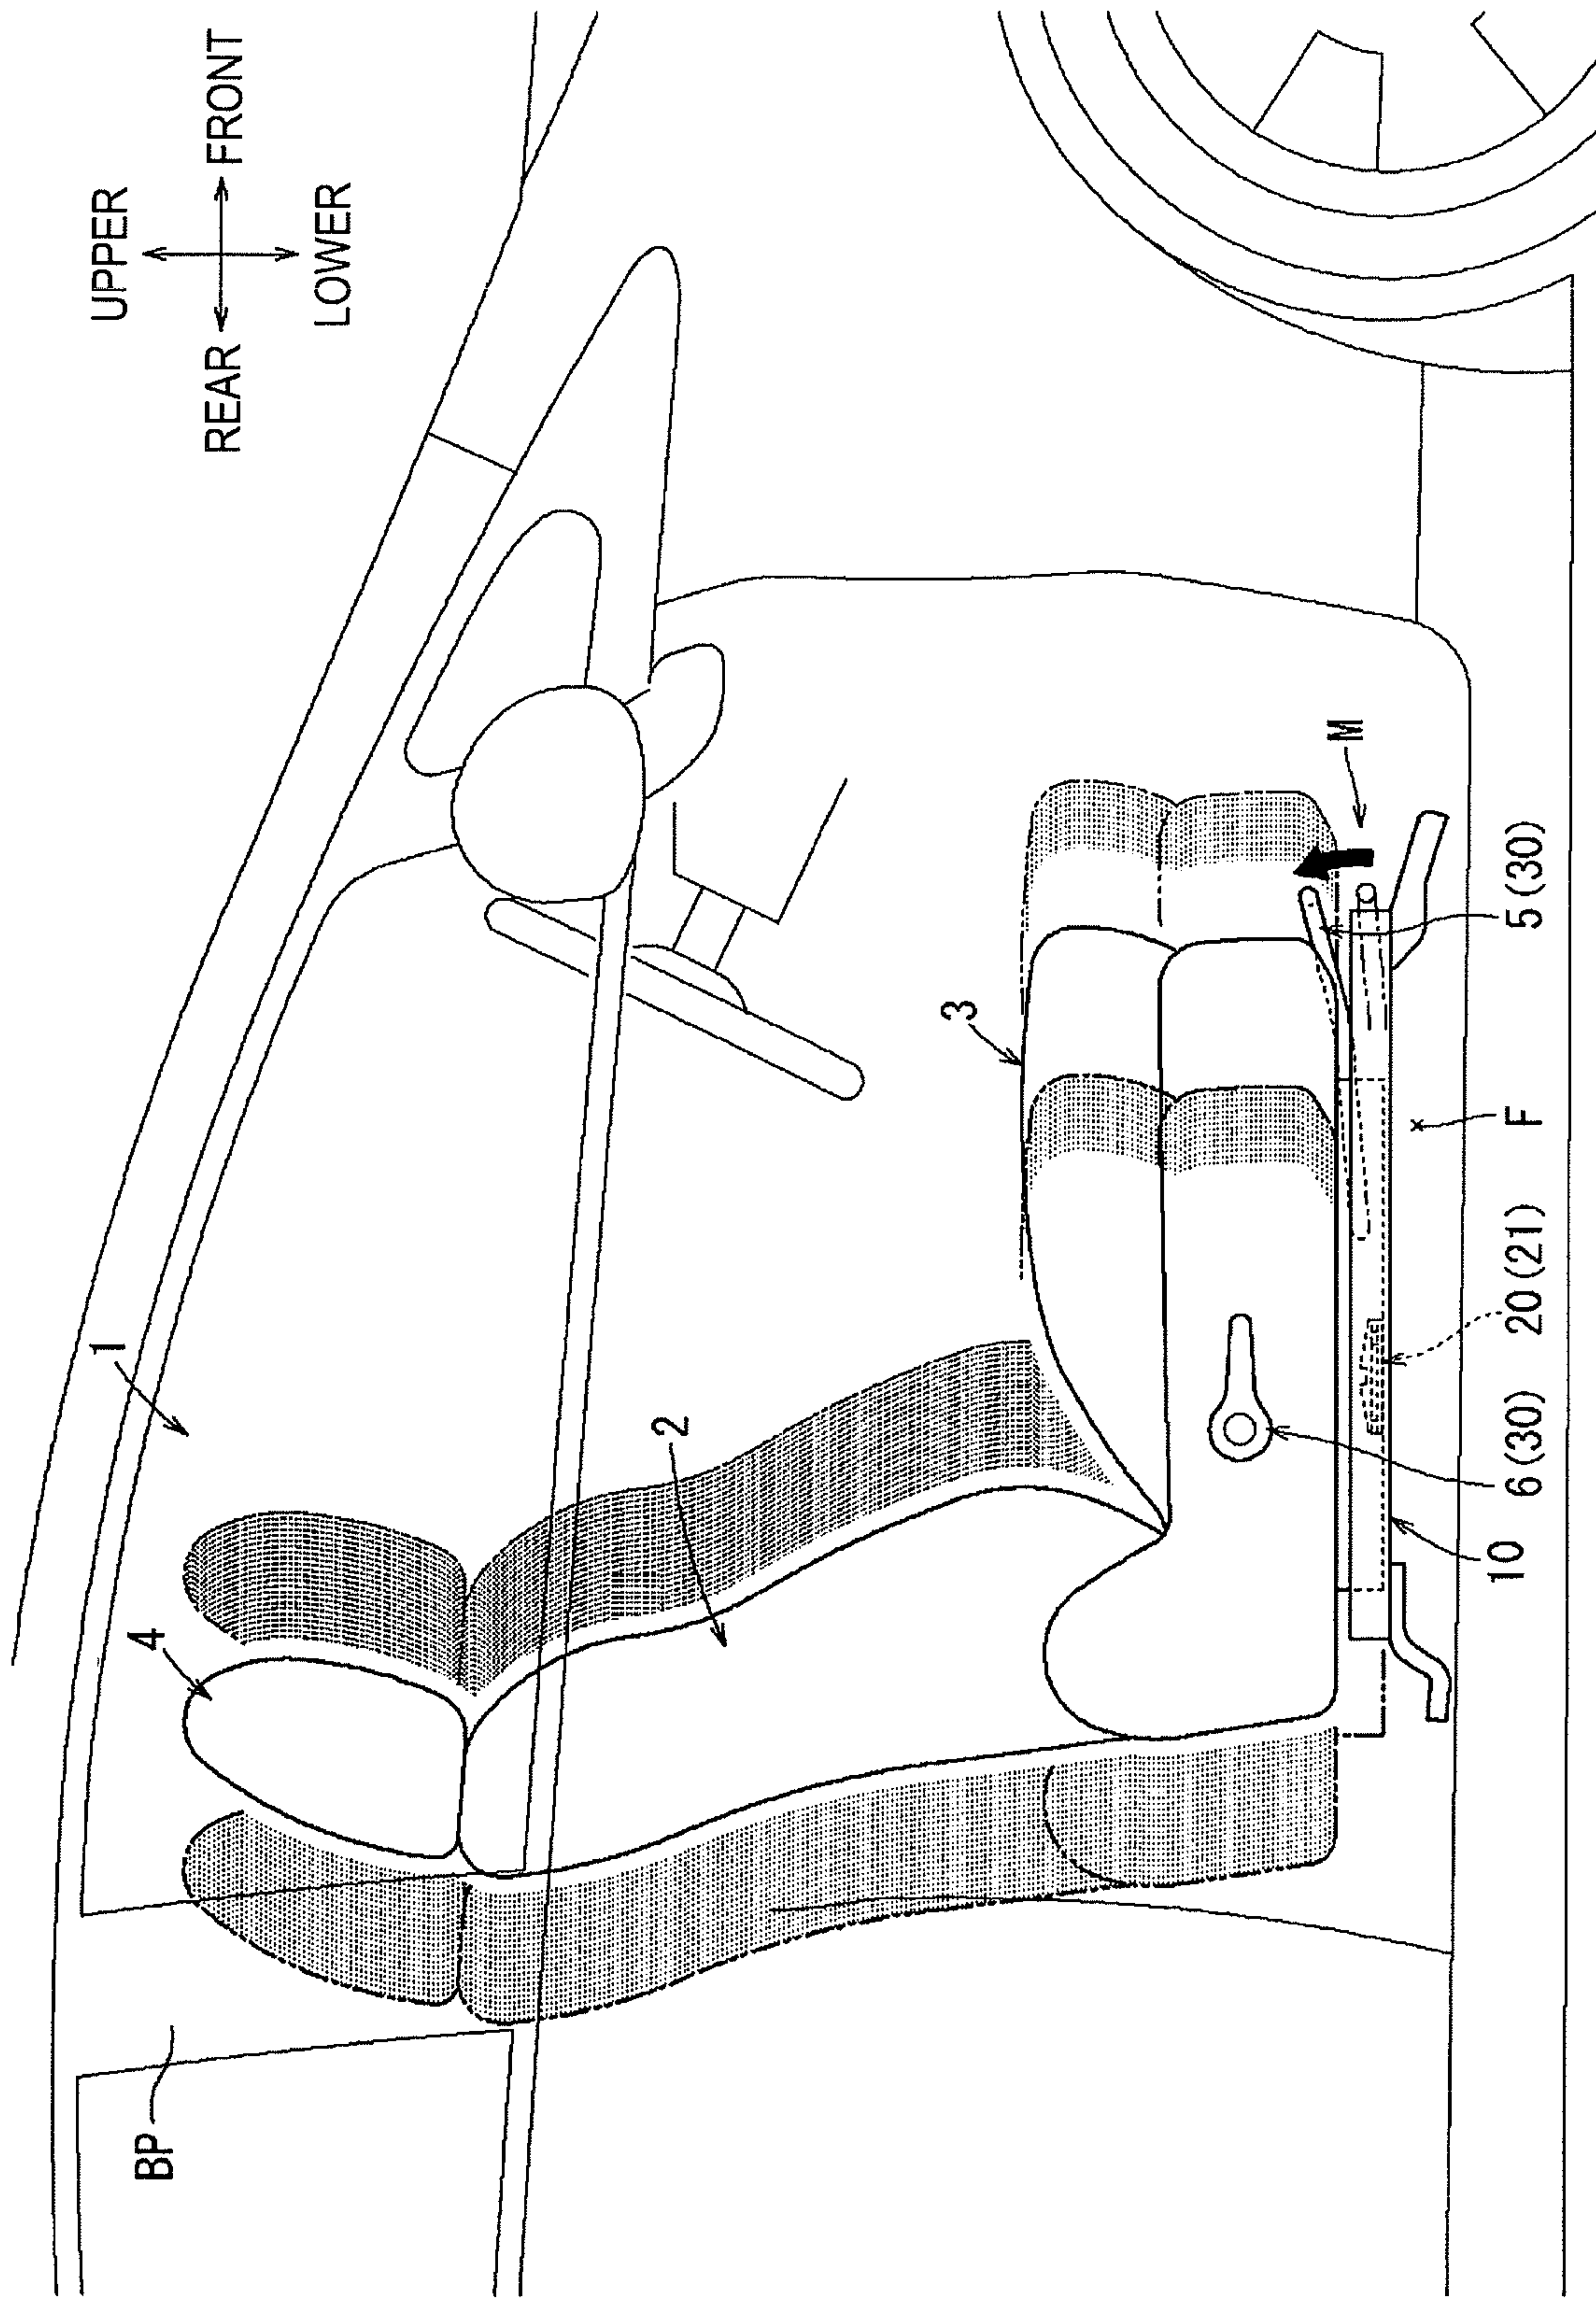 UPPER
REAR
FRONT
LOWER
1
4
BP
2
3
M
5(30)
F
20(21)
6(30)
10